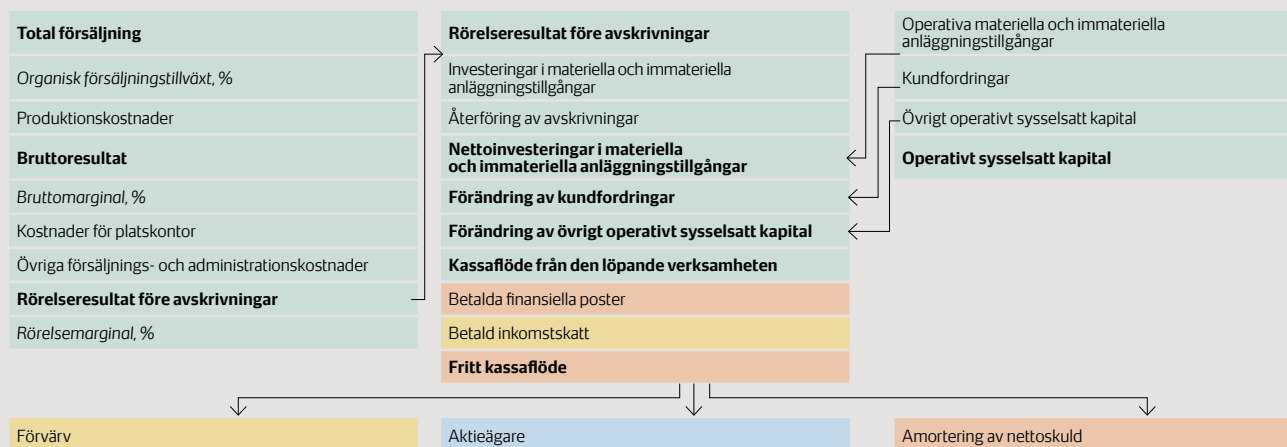 Total försäljning
Organisk försäljningstillväxt, %
Produktionskostnader
Bruttoresultat
Bruttomarginal, %
Kostnader för platskontor
Övriga försäljnings- och administrationskostnader
Rörelseresultat före avskrivningar
Rörelsemarginal, %
Rörelseresultat före avskrivningar
Investeringar i materiella och immateriella
anläggningstillgångar
Återföring av avskrivningar
Nettoinvesteringar i materiella
och immateriella anläggningstillgångar
Förändring av kundfordringar
Förändring av övrigt operativt sysselsatt kapital
Kassaflöde från den löpande verksamheten
Betalda finansiella poster
Betald inkomstskatt
Fritt kassaflöde
Operativa materiella och immateriella
anläggningstillgångar
Kundfordringar
Övrigt operativt sysselsatt kapital
Operativt sysselsatt kapital
Förvärv
Aktieägare
Amortering av nettoskuld